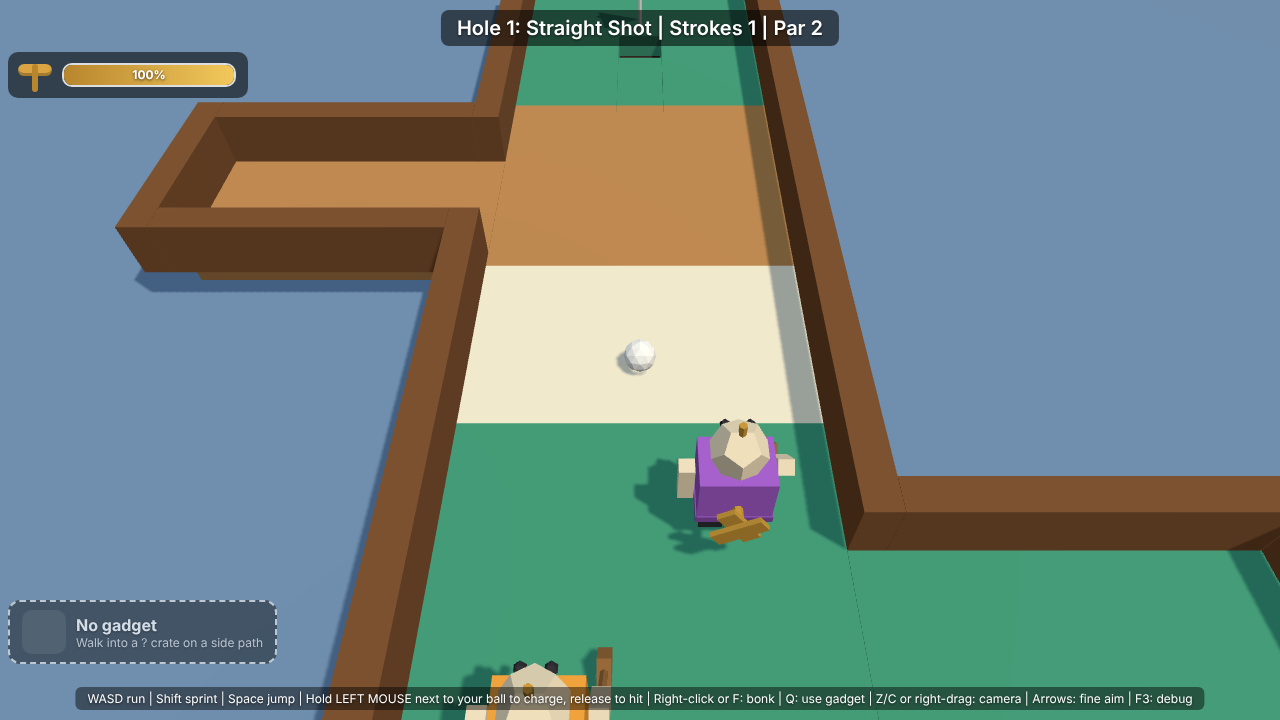 Hole 1: Straight Shot | Strokes 1 | Par 2
100%
No gadget
Walk into a ? crate on a side path
WASD run | Shift sprint | Space jump | Hold LEFT MOUSE next to your ball to charge, release to hit | Right-click or F: bonk | Q: use gadget | Z/C or right-drag: camera | Arrows: fine aim | F3: debug